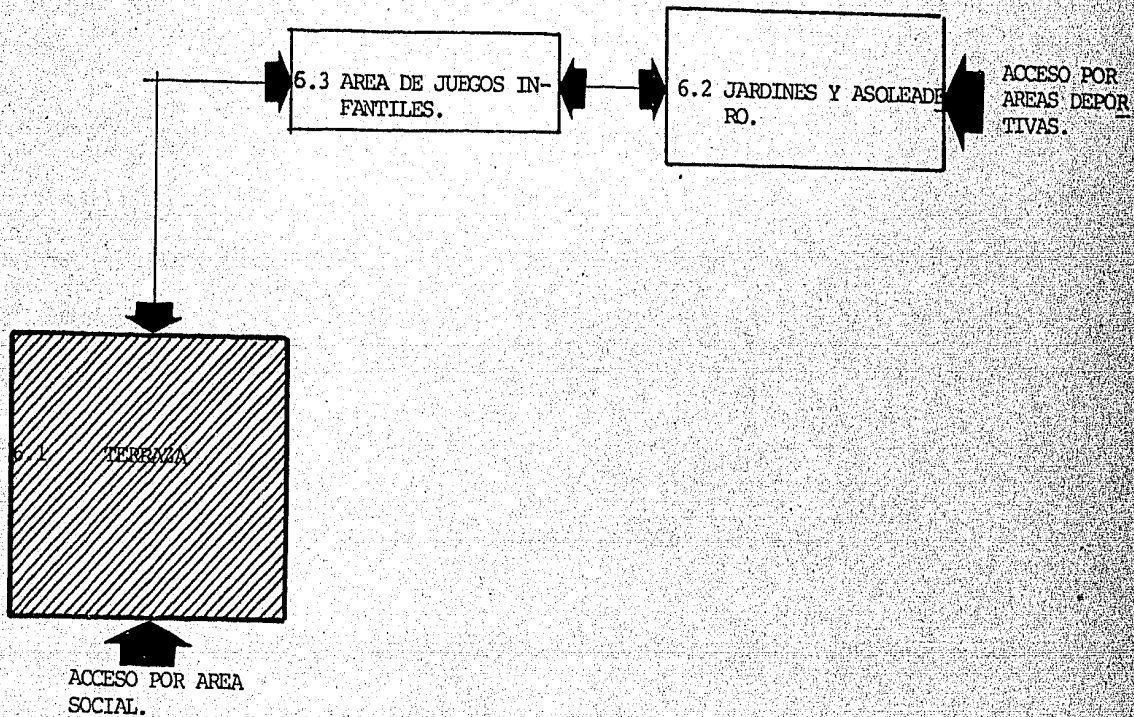 6.3 AREA DE JUEGOS IN-
FANTILES.
6.2 JARDINES Y ASOLEADE
RO.
ACCESO POR
AREAS DEPOR
TIVAS.
6.1 TERRAZA
ACCESO POR AREA
SOCIAL.